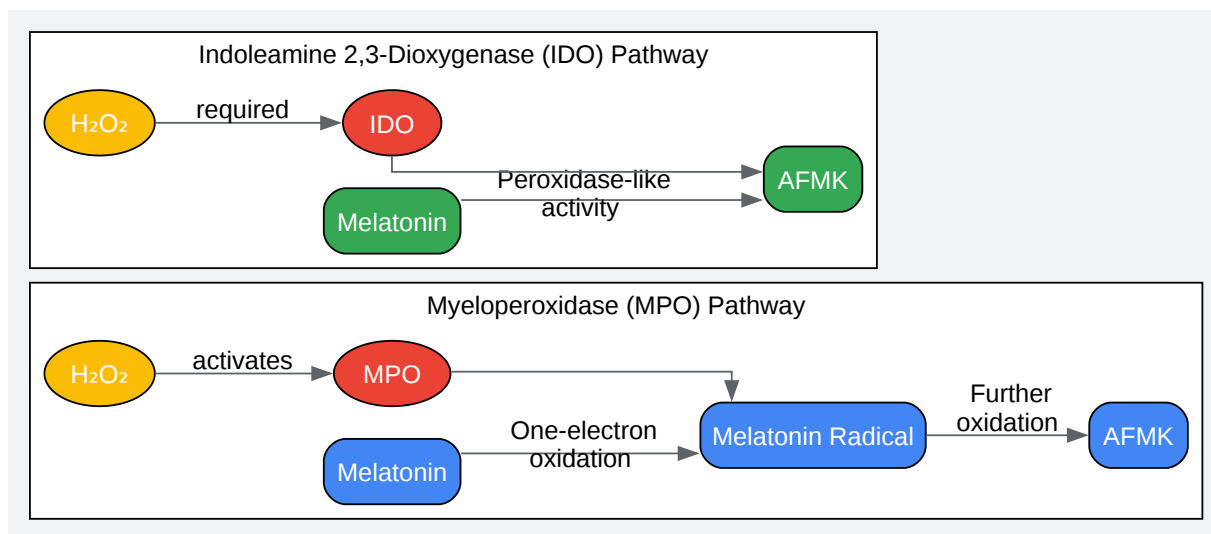 Indoleamine 2,3-Dioxygenase (IDO) Pathway
H₂O₂
required
IDO
Peroxidase-like
activity
AFMK
Melatonin
Myeloperoxidase (MPO) Pathway
H₂O₂
activates
MPO
One-electron
oxidation
Melatonin
Melatonin Radical
Further
oxidation
AFMK